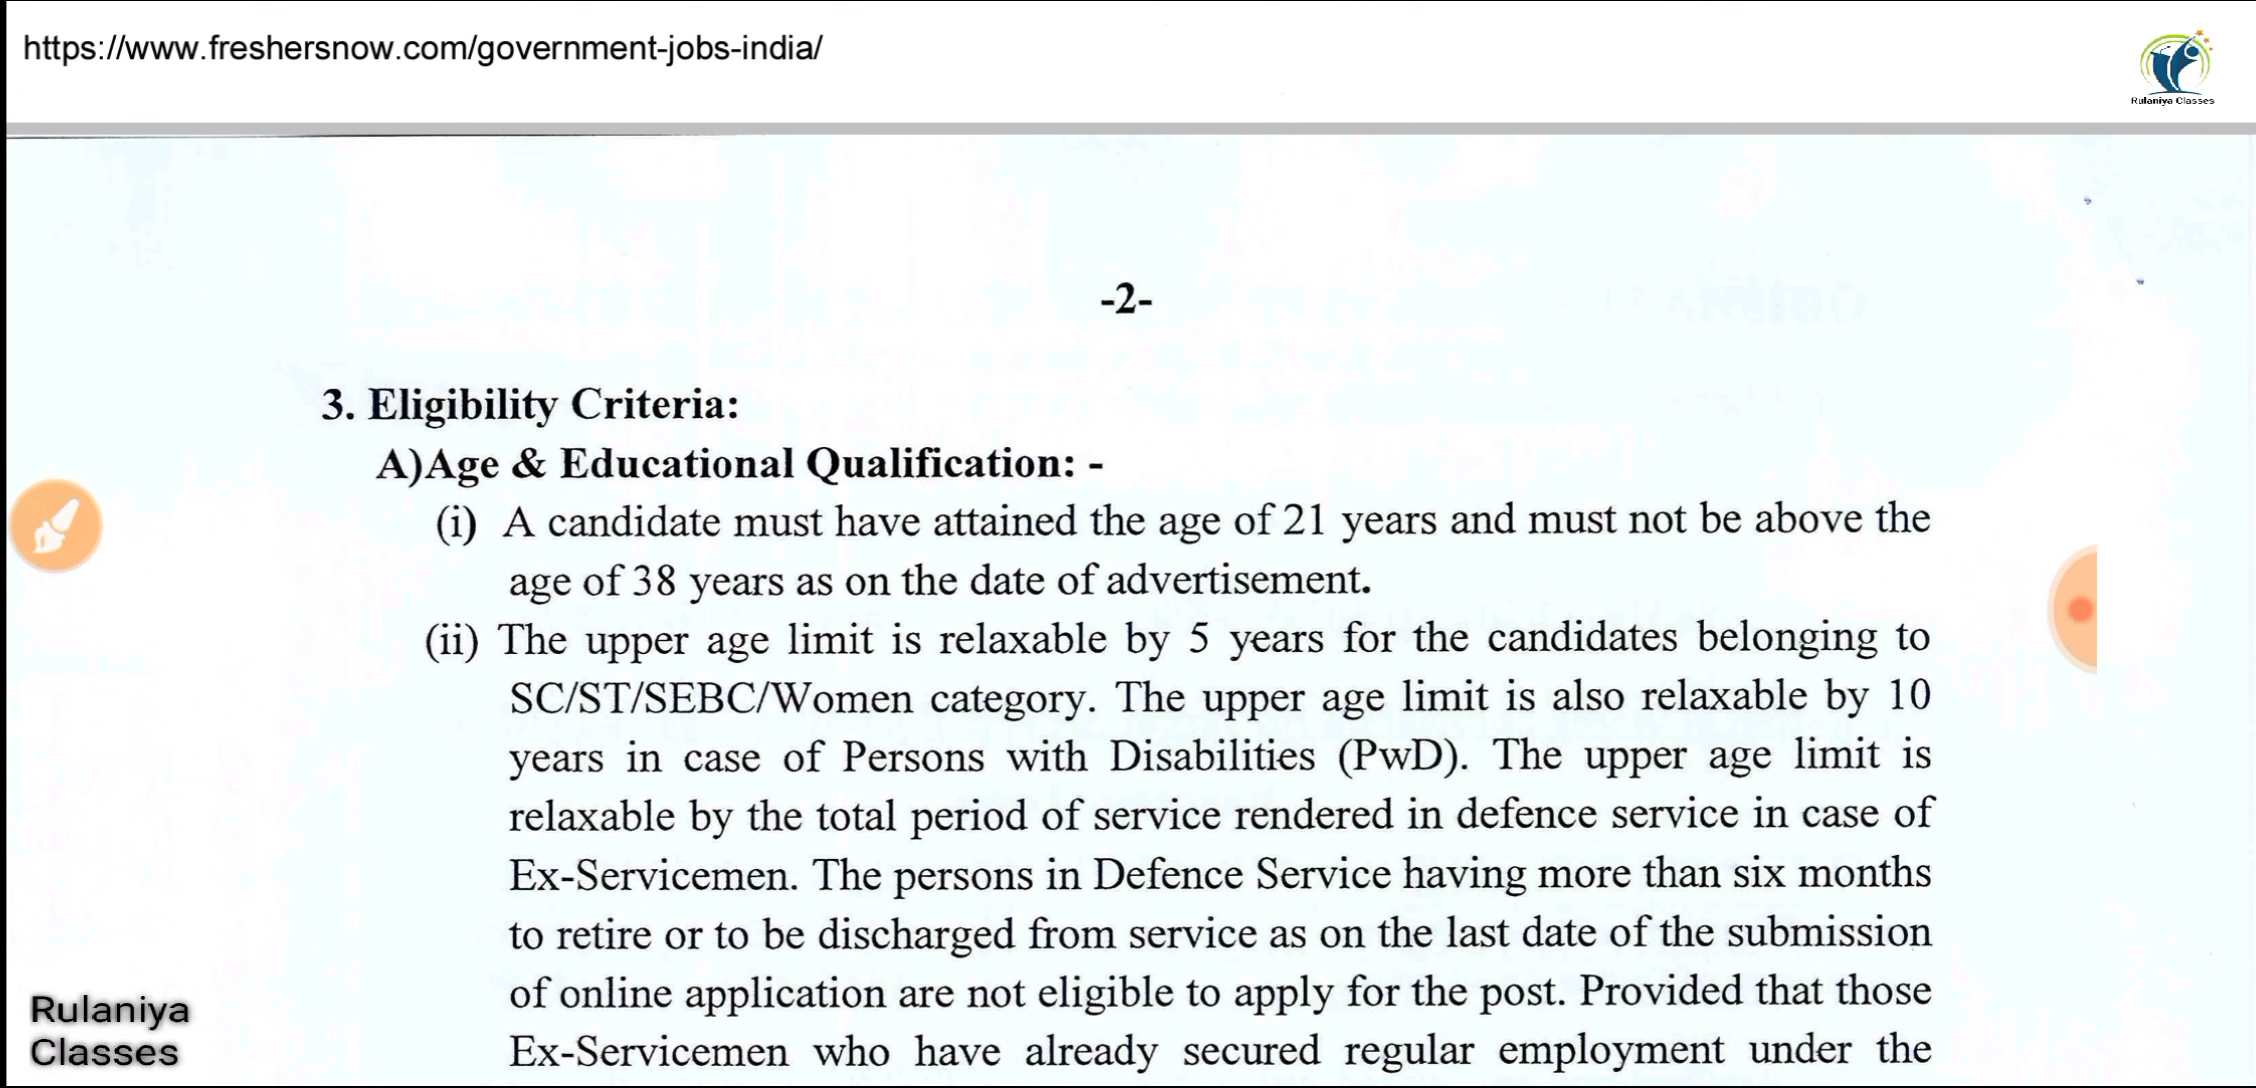 https://www.freshersnow.com/government-jobs-india/
Rulaniya Classes
-2-
3. Eligibility Criteria:
A)Age & Educational Qualification: -
(i) A candidate must have attained the age of 21 years and must not be above the
age of 38 years as on the date of advertisement.
(ii) The upper age limit is relaxable by 5 years for the candidates belonging to
SC/ST/SEBC/Women category. The upper age limit is also relaxable by 10
years in case of Persons with Disabilities (PwD). The upper age limit is
relaxable by the total period of service rendered in defence service in case of
Ex-Servicemen. The persons in Defence Service having more than six months
to retire or to be discharged from service as on the last date of the submission
of online application are not eligible to apply for the post. Provided that those
Ex-Servicemen who have already secured regular employment under the
Rulaniya
Classes